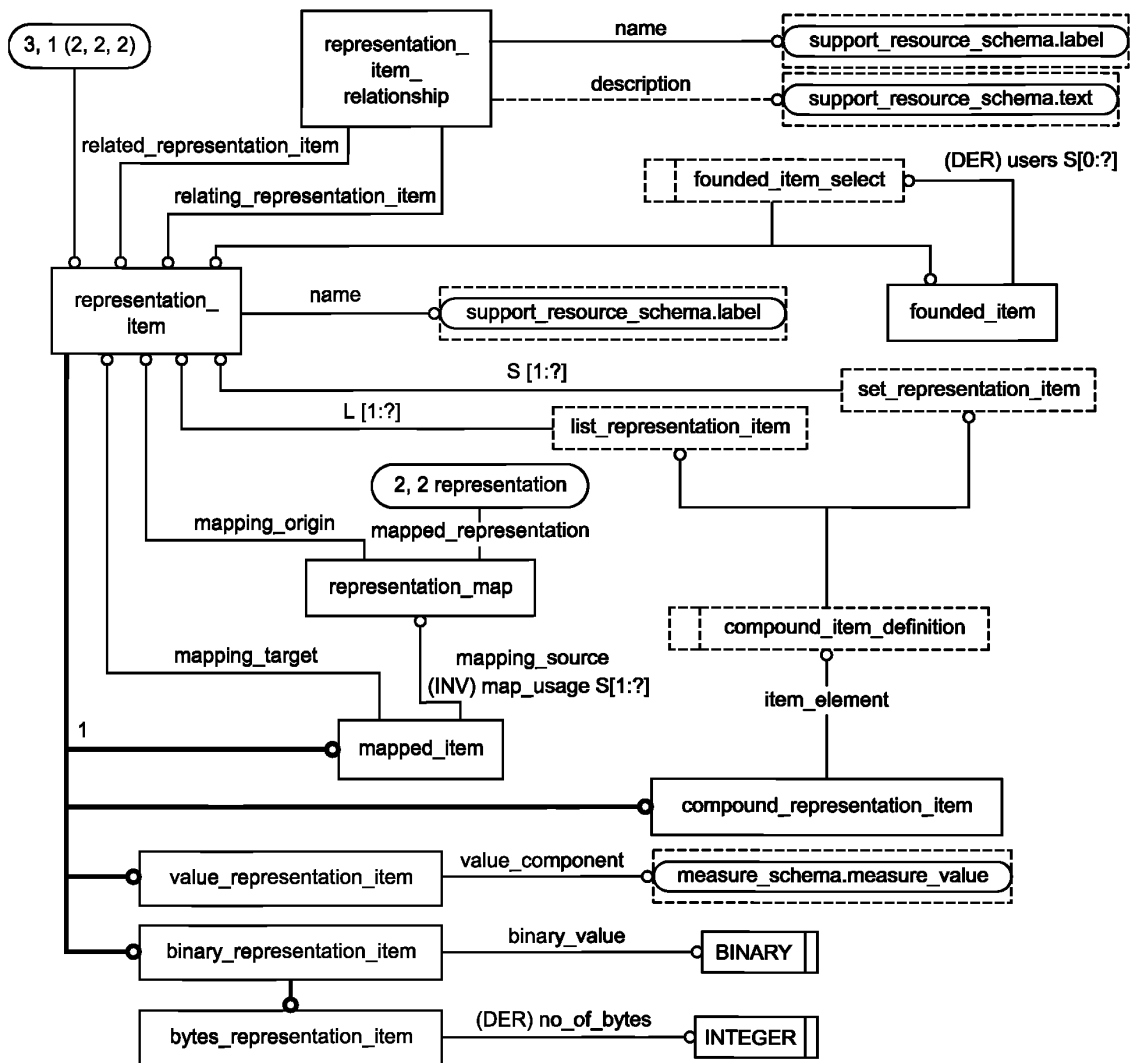 3, 1 (2, 2, 2)
representation_
item_
relationship
name
support_resource_schema.label
description
support_resource_schema.text
related_representation_item
relating_representation_item
founded_item_select
(DER) users S[0:?]
representation_
item
name
support_resource_schema.label
founded_item
S [1:?]
set_representation_item
L [1:?]
list_representation_item
2, 2 representation
mapping_origin
mapped_representation
representation_map
compound_item_definition
mapping_target
mapping_source
(INV) map_usage S[1:?]
item_element
1
mapped_item
compound_representation_item
value_representation_item
value_component
measure_schema.measure_value
binary_representation_item
binary_value
BINARY
bytes_representation_item
(DER) no_of_bytes
INTEGER